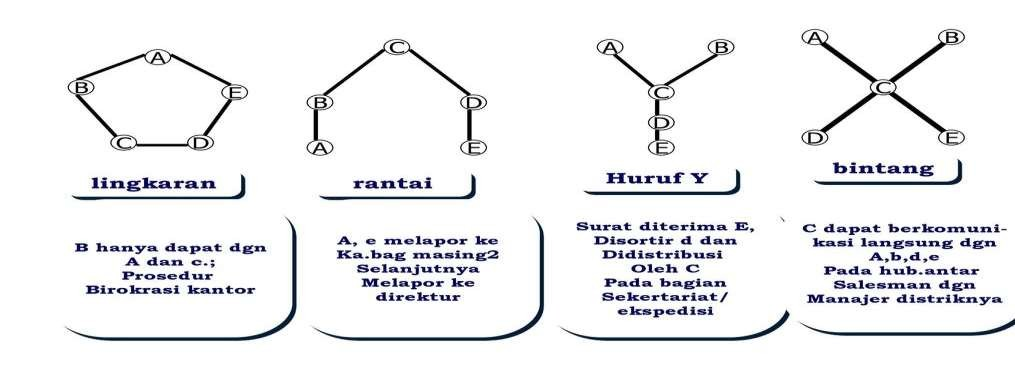 A
B
E
C
D
C
B
D
A
E
A
B
C
D
E
A
B
C
D
E
lingkaran
rantai
Huruf Y
bintang
B hanya dapat dgn
A dan c.;
Prosedur
Birokrasi kantor
A, e melapor ke
Ka.bag masing2
Selanjutnya
Melapor ke
direktur
Surat diterima E,
Disortir d dan
Didistribusi
Oleh C
Pada bagian
Sekertariat/
ekspedisi
C dapat berkomuni-
kasi langsung dgn
A,b,d,e
Pada hub.antar
Salesman dgn
Manajer distriknya